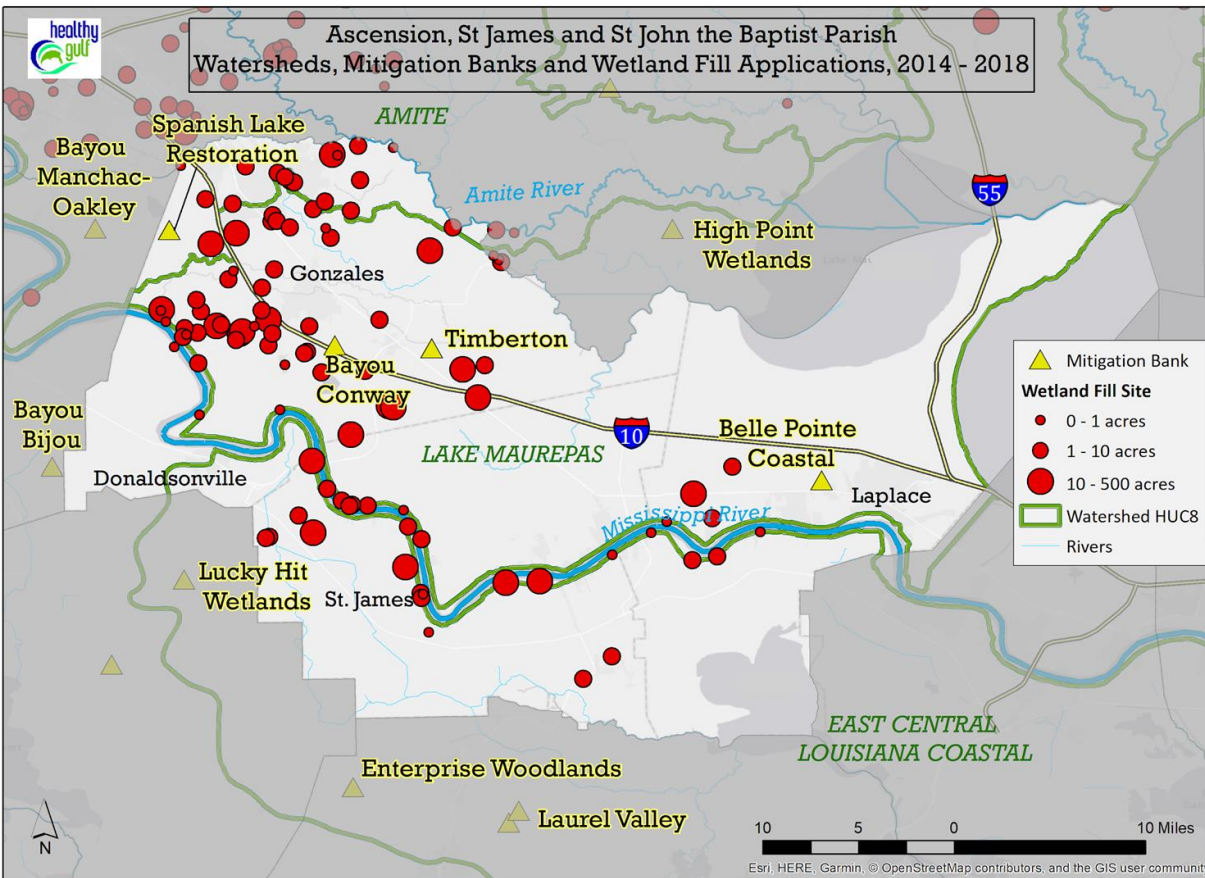 healthy
gulf
Ascension, St James and St John the Baptist Parish
Watersheds, Mitigation Banks and Wetland Fill Applications, 2014 - 2018
AMITE
Spanish Lake
Restoration
Bayou
Manchac-
Oakley
Amite River
55
High Point
Wetlands
Gonzales
Timberton
Bayou
Conway
Mitigation Bank
Wetland Fill Site
0 - 1 acres
1 - 10 acres
10 - 500 acres
Watershed HUC8
Rivers
Bayou
Bijou
10
Belle Pointe
Coastal
LAKE MAUREPAS
Donaldsonville
Laplace
Mississippi River
Lucky Hit
Wetlands
St. James
EAST CENTRAL
LOUISIANA COASTAL
Enterprise Woodlands
Laurel Valley
N
10 5 0 10 Miles
Esri, HERE, Garmin, © OpenStreetMap contributors, and the GIS user community